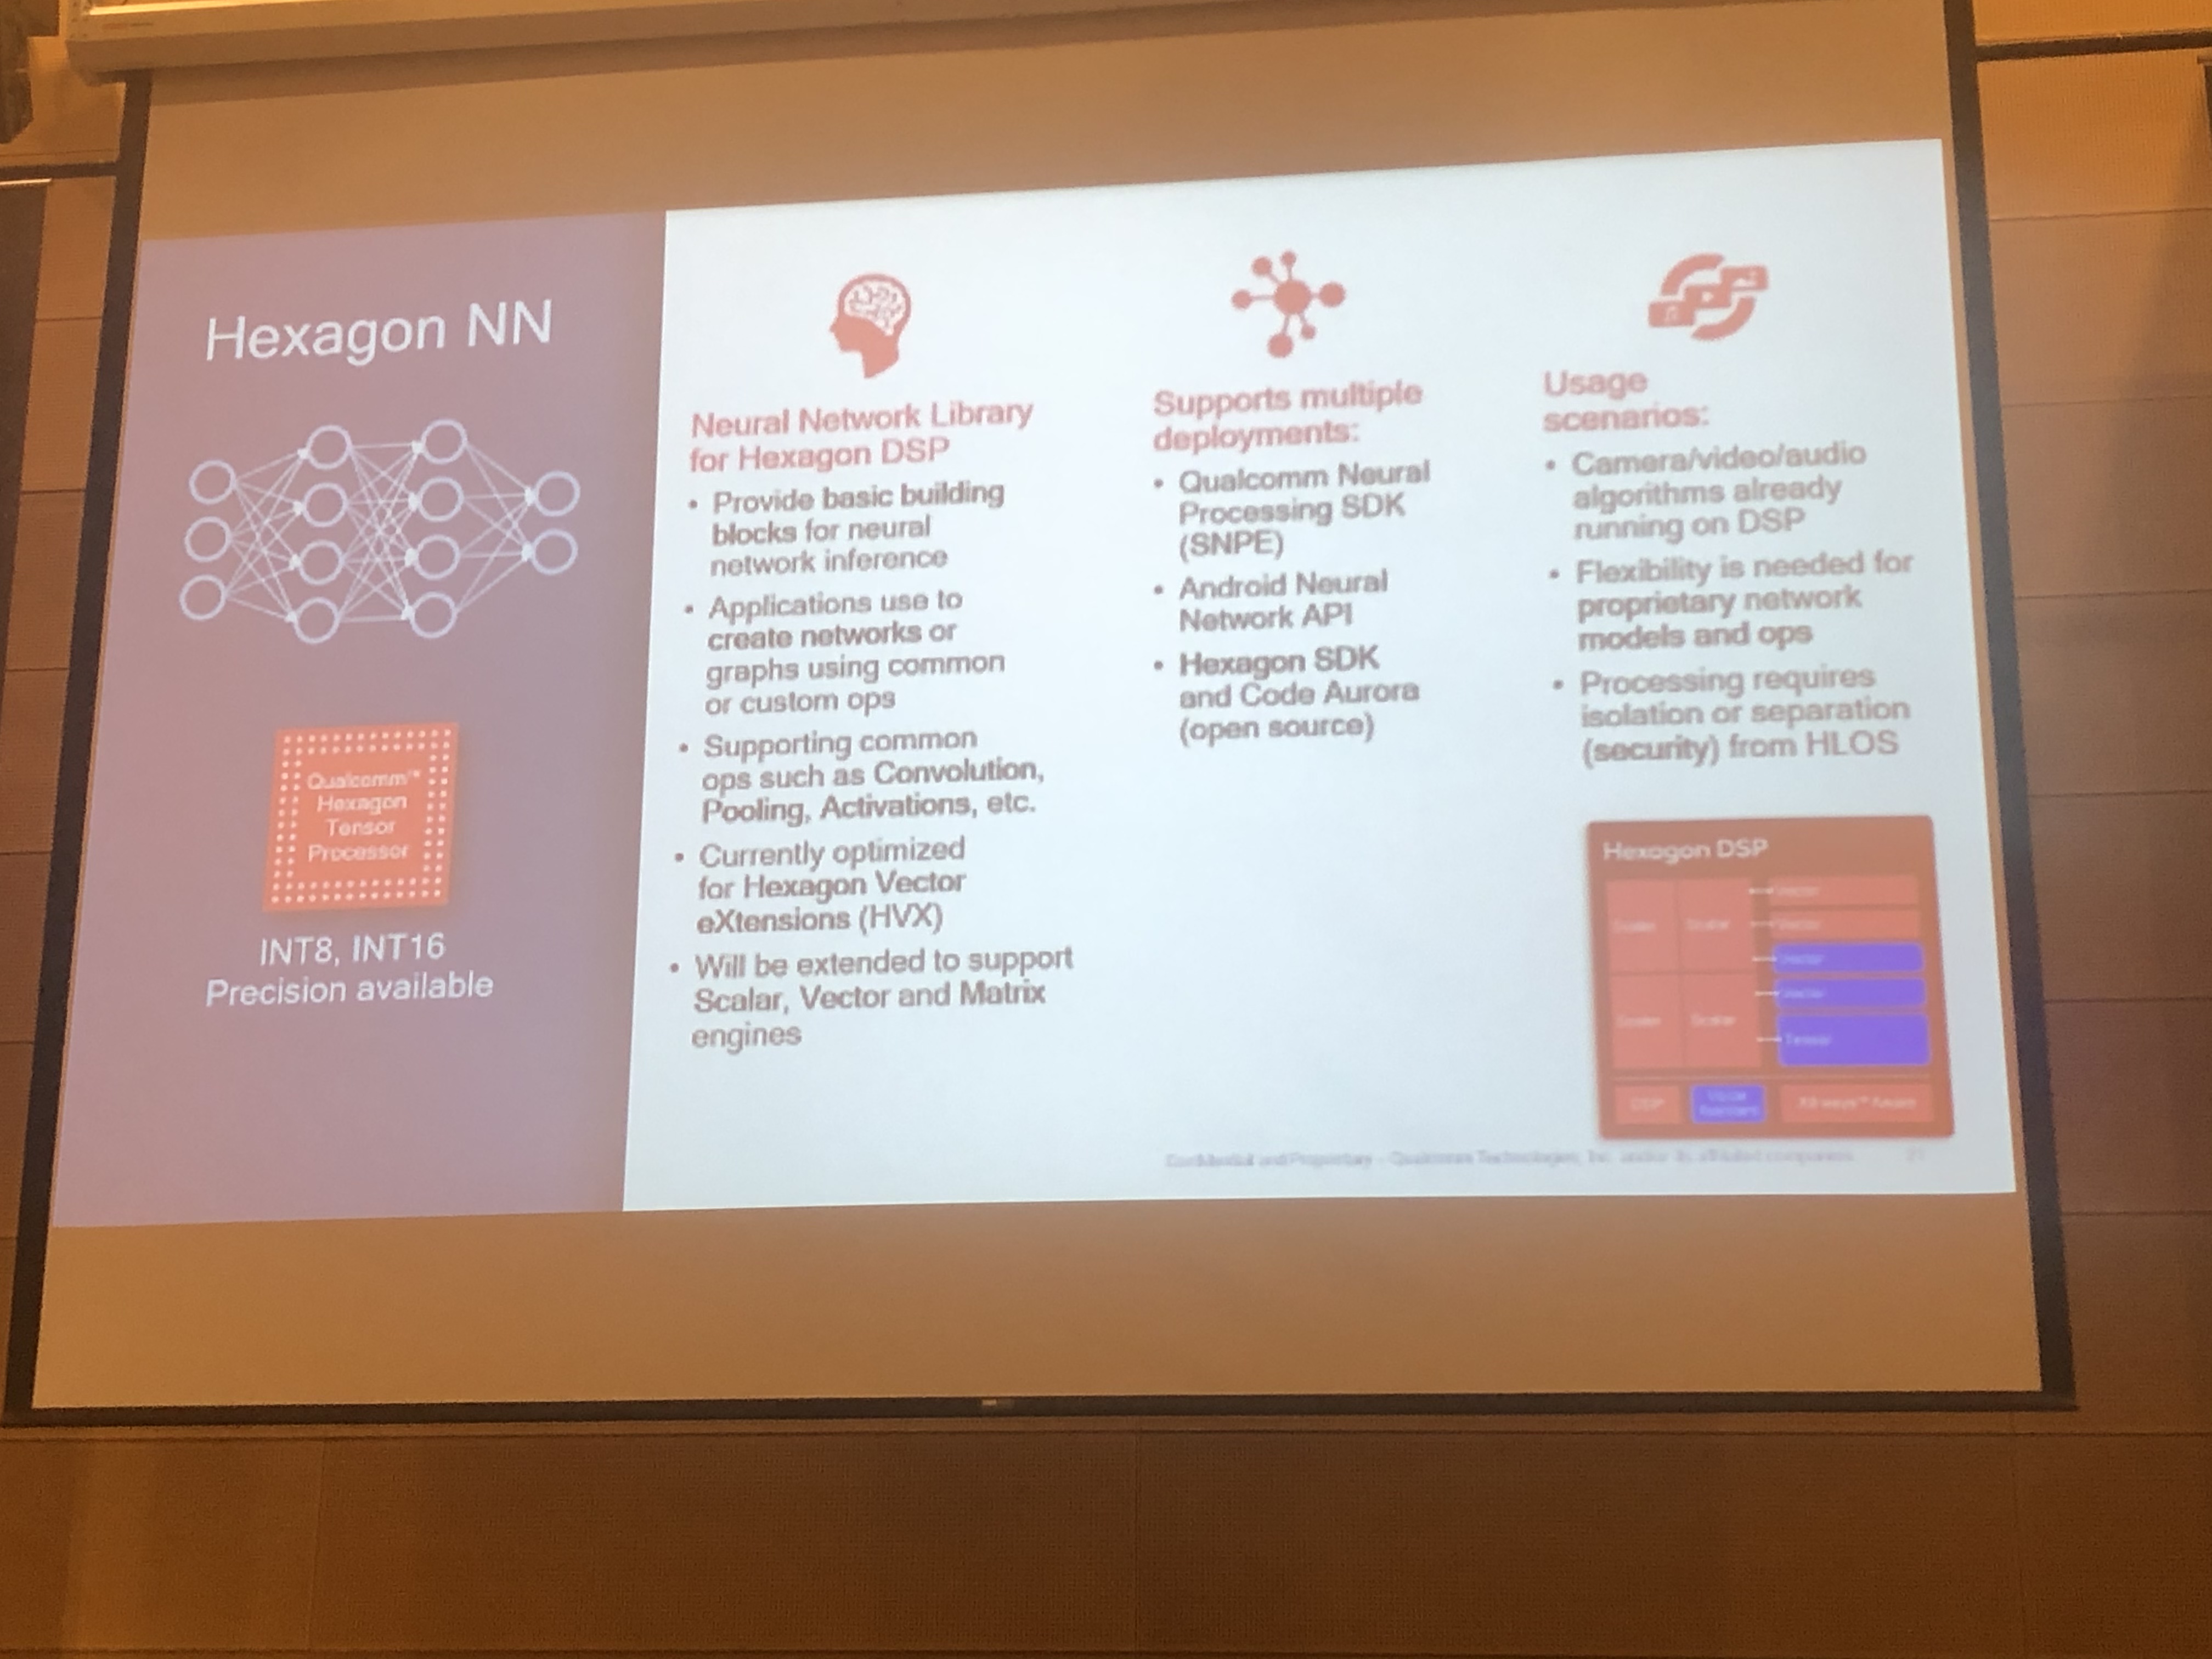 Hexagon NN
Qualcomm™
Hexagon
Tensor
Processor
INT8, INT16
Precision available
Neural Network Library
for Hexagon DSP
• Provide basic building
blocks for neural
network inference
• Applications use to
create networks or
graphs using common
or custom ops
• Supporting common
ops such as Convolution,
Pooling, Activations, etc.
• Currently optimized
for Hexagon Vector
eXtensions (HVX)
• Will be extended to support
Scalar, Vector and Matrix
engines
Supports multiple
deployments:
• Qualcomm Neural
Processing SDK
(SNPE)
• Android Neural
Network API
• Hexagon SDK
and Code Aurora
(open source)
Usage
scenarios:
• Camera/video/audio
algorithms already
running on DSP
• Flexibility is needed for
proprietary network
models and ops
• Processing requires
isolation or separation
(security) from HLOS
Hexagon DSP
Vector
Vector
Scalar Scalar
Vector
Vector
Scalar Scalar
Tensor
Confidential and Proprietary - Qualcomm Technologies, Inc. and/or its affiliated companies